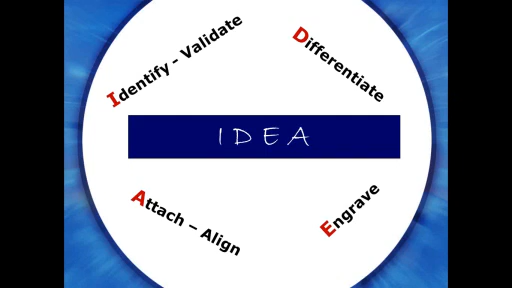 Identify - Validate
Differentiate
IDEA
Attach – Align
Engrave